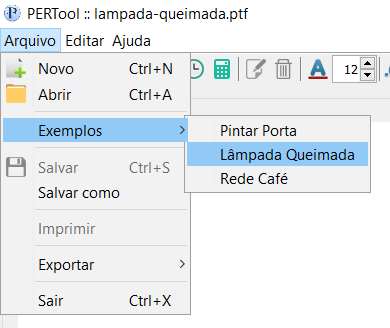 PERTool :: lampada-queimada.ptf
Arquivo Editar Ajuda
Novo Ctrl+N
Abrir Ctrl+A
12
Exemplos
Pintar Porta
Lâmpada Queimada
Rede Café
Salvar Ctrl+S
Salvar como
Imprimir
Exportar
Sair Ctrl+X